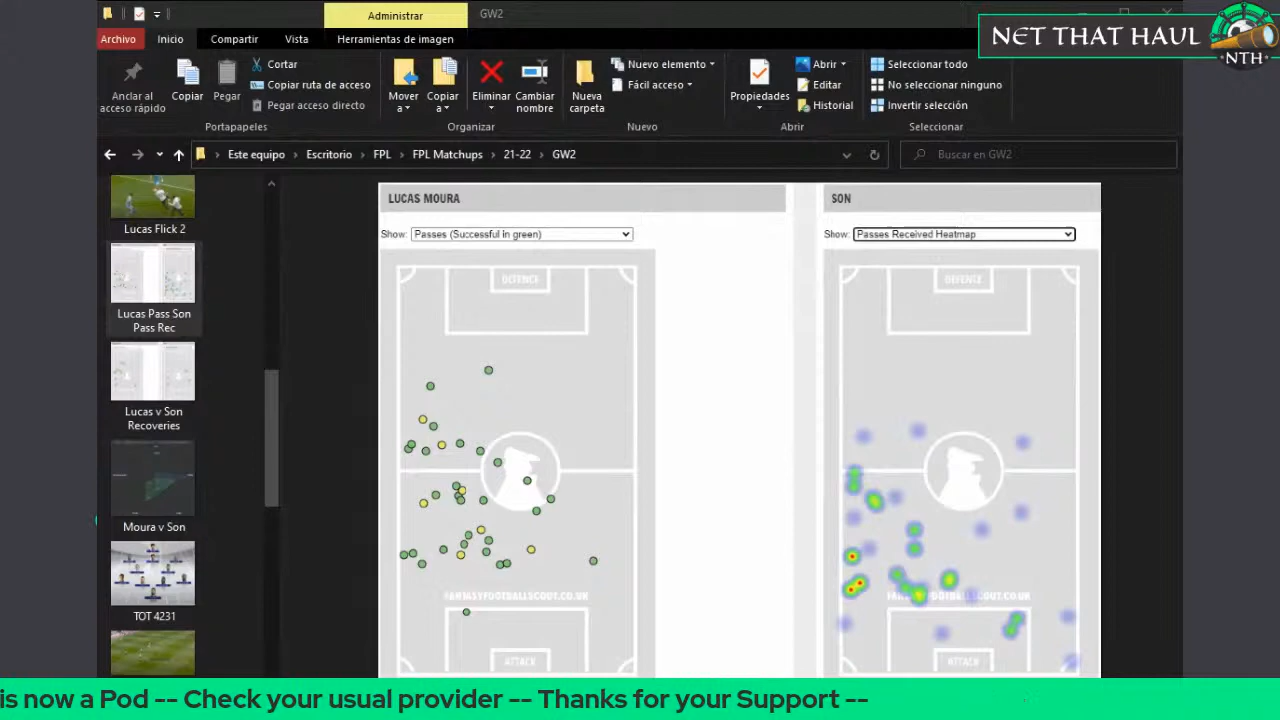 Administrar
GW2
NET THAT HAUL
NTH
Archivo
Inicio
Compartir
Vista
Herramientas de imagen
Anclar al
acceso rápido
Copiar
Pegar
Cortar
Copiar ruta de acceso
Pegar acceso directo
Portapapeles
Mover
a
Copiar
a
Eliminar
Cambiar
nombre
Organizar
Nueva
carpeta
Nuevo elemento
Fácil acceso
Nuevo
Propiedades
Abrir
Editar
Historial
Abrir
Seleccionar todo
No seleccionar ninguno
Invertir selección
Seleccionar
Este equipo > Escritorio > FPL > FPL Matchups > 21-22 > GW2
Buscar en GW2
Lucas Flick 2
Lucas Pass Son
Pass Rec
Lucas v Son
Recoveries
Moura v Son
TOT 4231
LUCAS MOURA
Show: Passes (Successful in green)
DEFENCE
FANTASYFOOTBALLSCOUT.CO.UK
ATTACK
SON
Show: Passes Received Heatmap
DEFENCE
FANTASYFOOTBALLSCOUT.CO.UK
ATTACK
is now a Pod -- Check your usual provider -- Thanks for your Support --